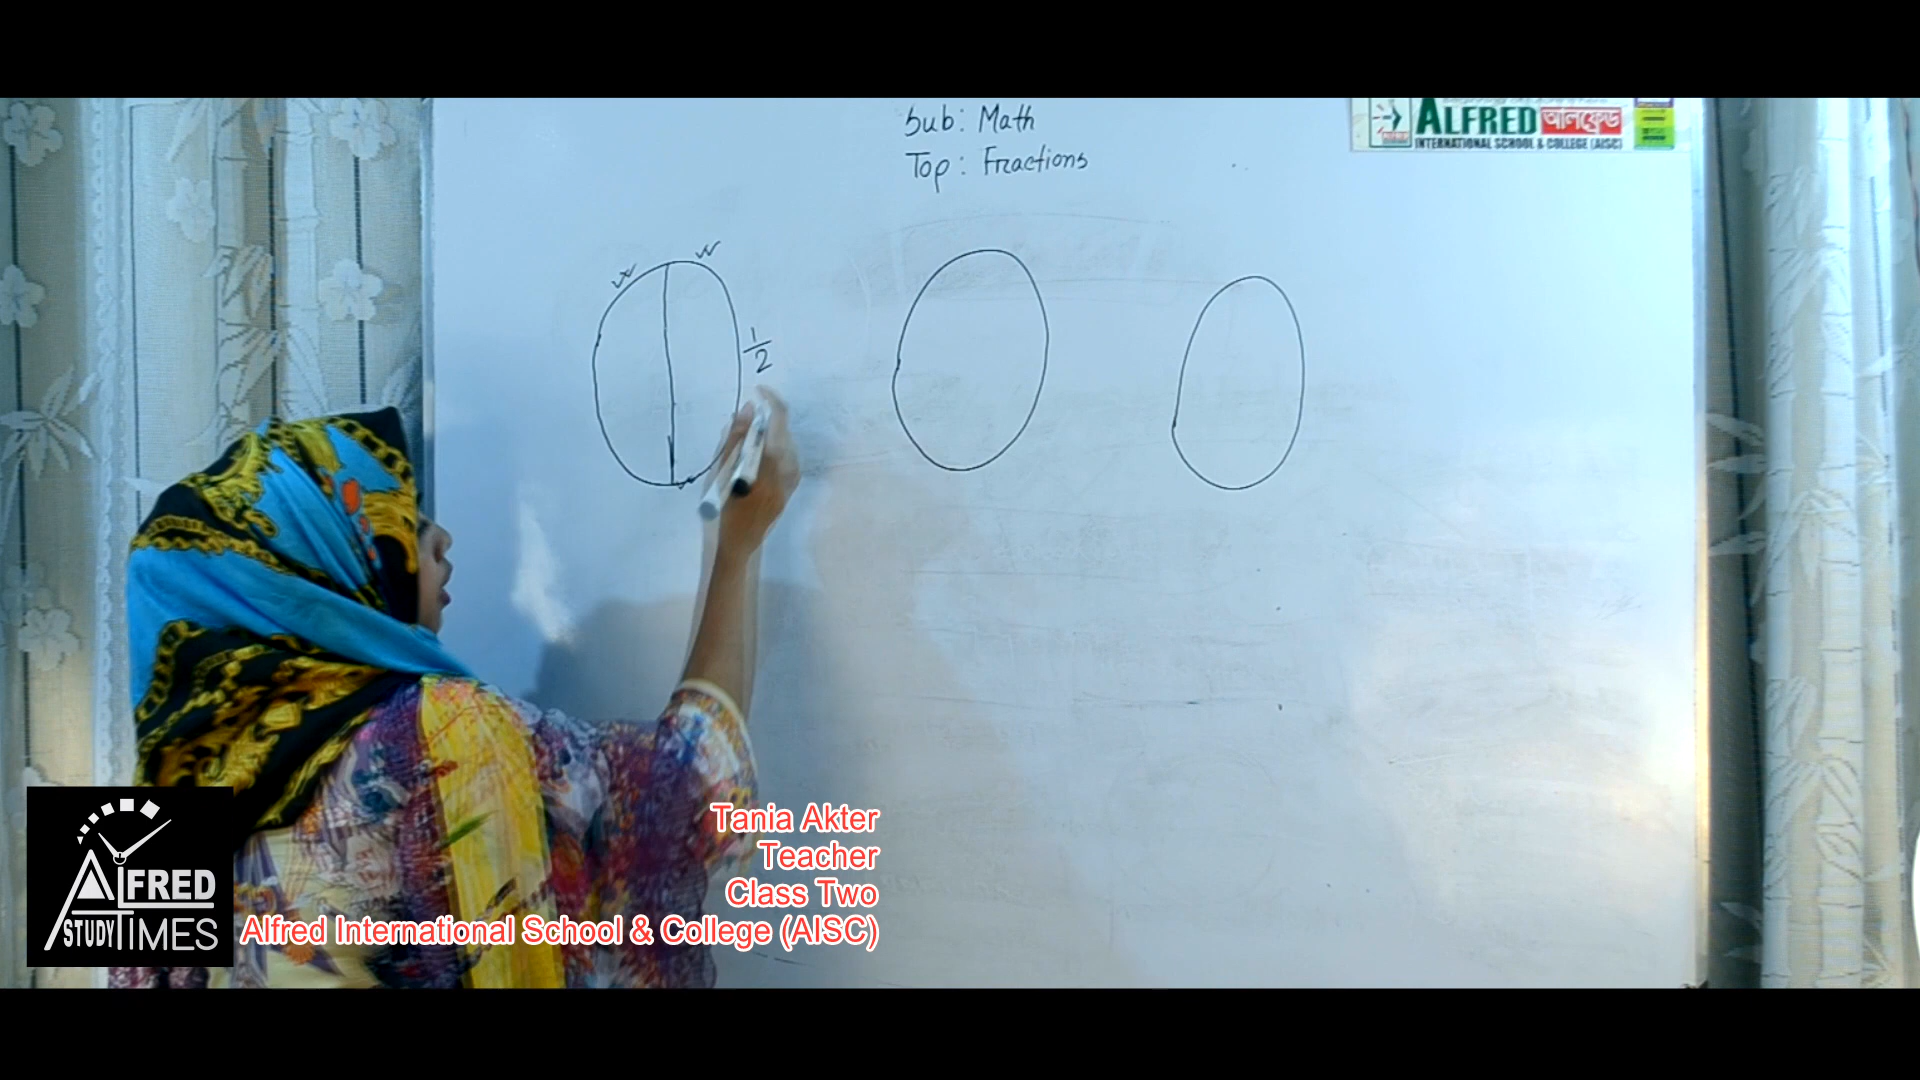 Sub: Math
Top: Fractions
ALFRED আলফ্রেড
INTERNATIONAL SCHOOL & COLLEGE (AISC)
1
2
Tania Akter
Teacher
Class Two
Alfred International School & College (AISC)
ALFRED
STUDY TIMES